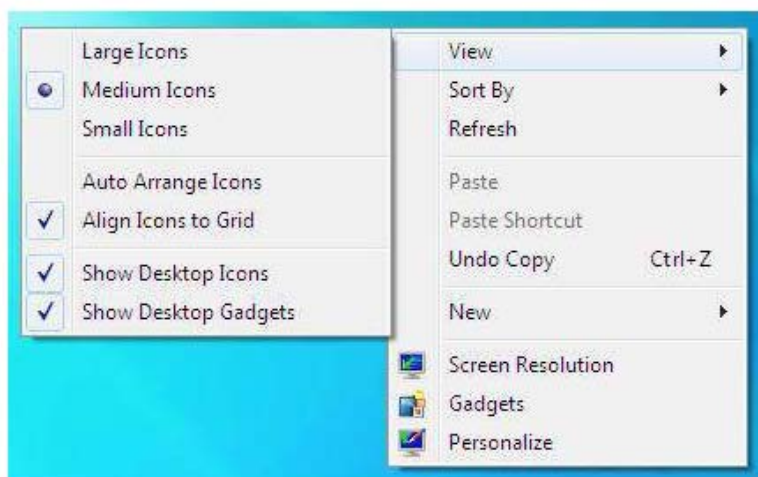 Large Icons
Medium Icons
Small Icons
Auto Arrange Icons
Align Icons to Grid
Show Desktop Icons
Show Desktop Gadgets
View
Sort By
Refresh
Paste
Paste Shortcut
Undo Copy Ctrl+Z
New
Screen Resolution
Gadgets
Personalize